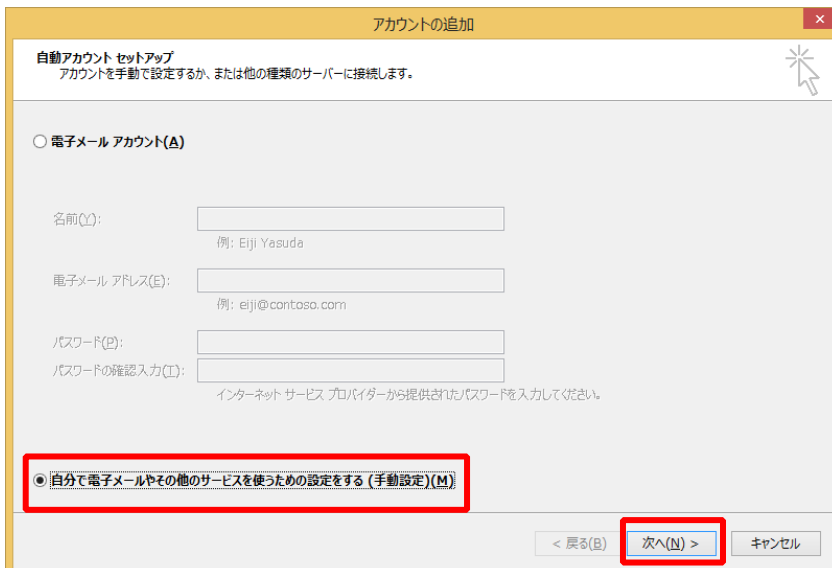 アカウントの追加
×
自動アカウント セットアップ
アカウントを手動で設定するか、または他の種類のサーバーに接続します。
電子メール アカウント(A)
名前(Y):
例: Eiji Yasuda
電子メール アドレス(E):
例: eiji@contoso.com
パスワード(P):
パスワードの確認入力(T):
インターネット サービス プロバイダーから提供されたパスワードを入力してください。
自分で電子メールやその他のサービスを使うための設定をする (手動設定)(M)
< 戻る(B) 次へ(N) > キャンセル